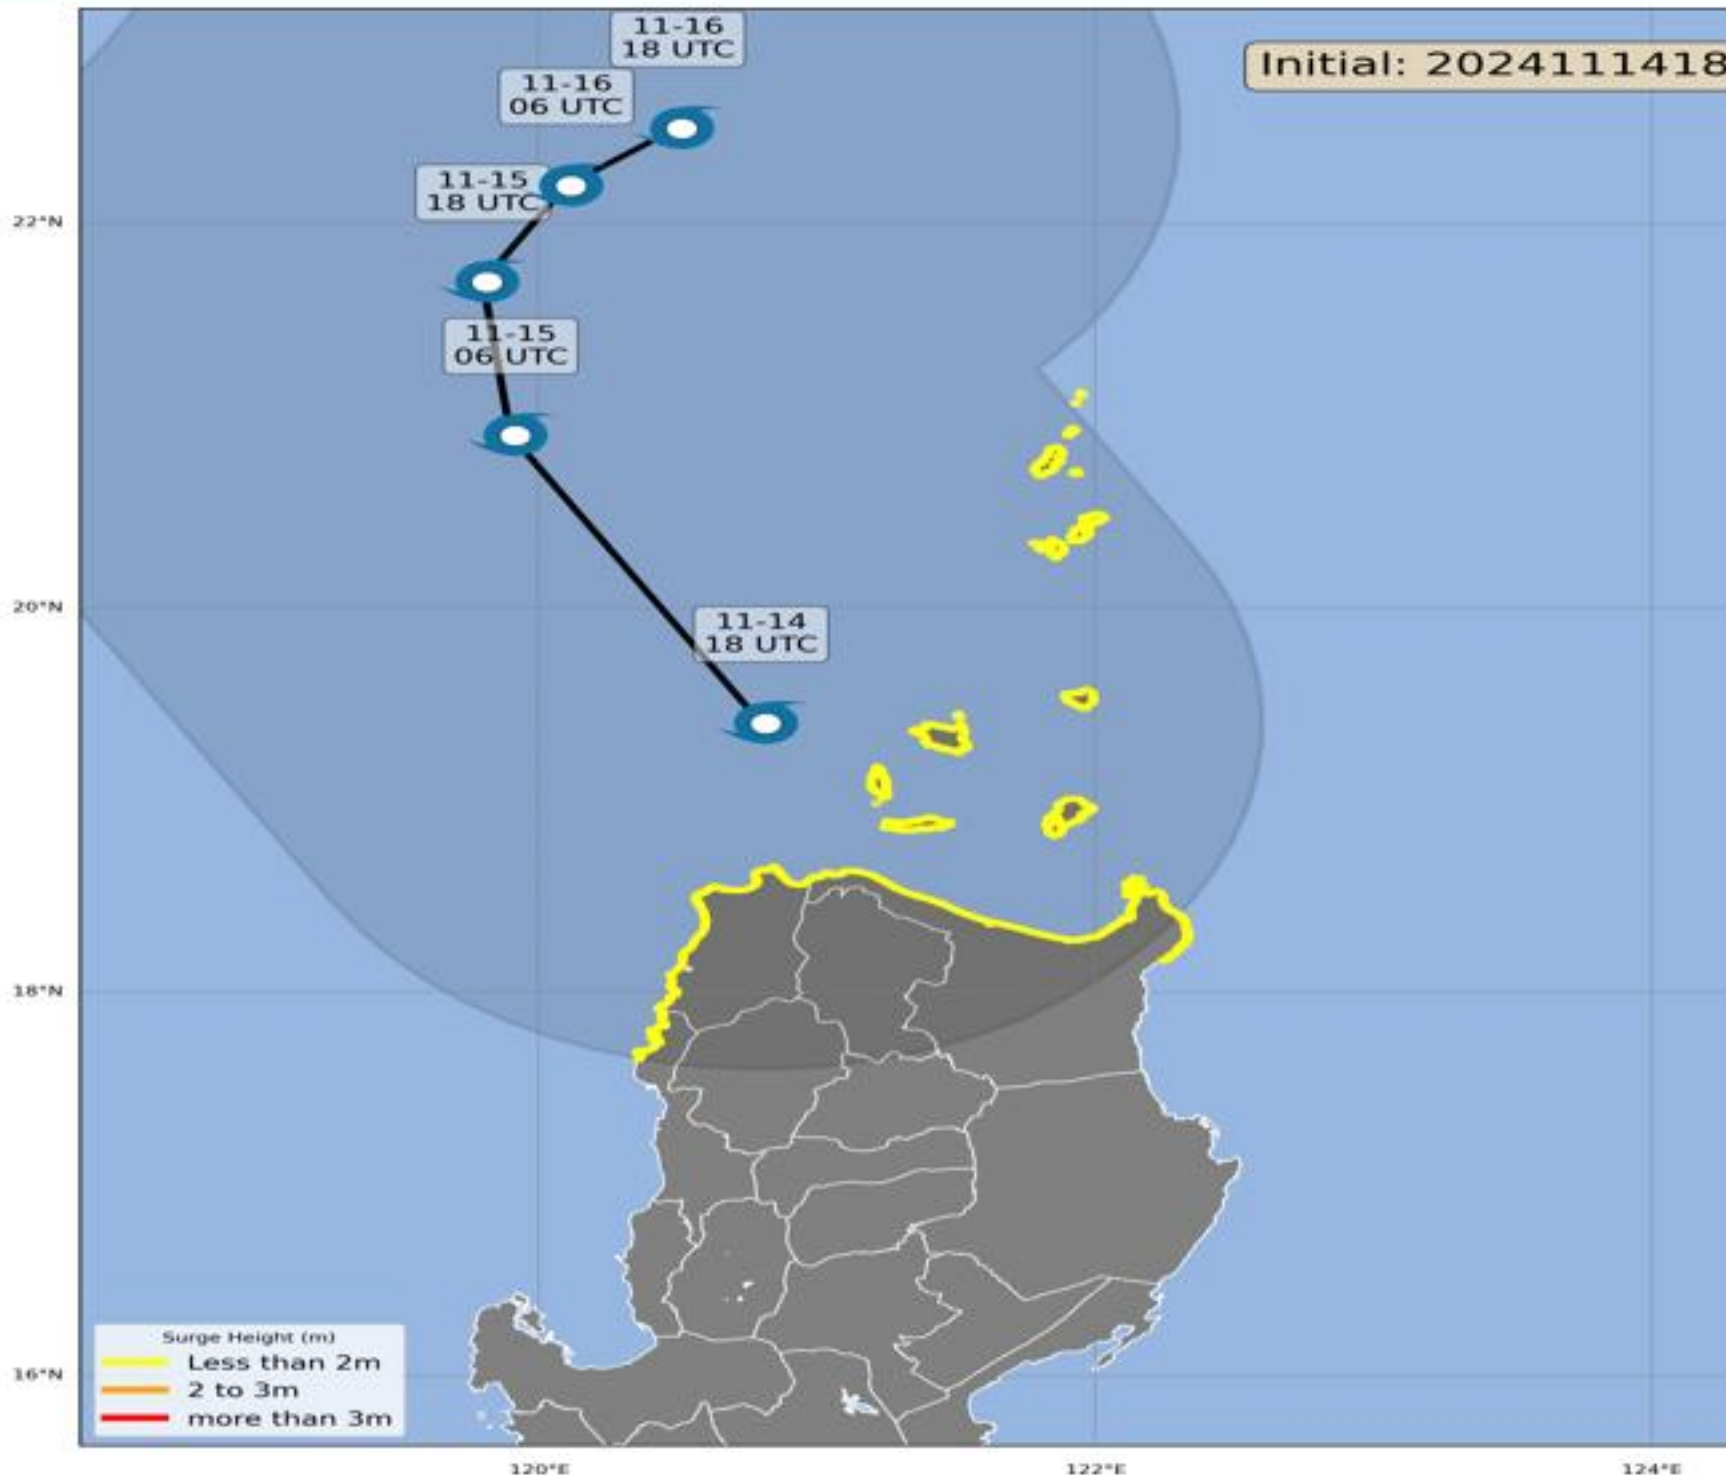 11-16
18 UTC
Initial: 2024111418
11-16
06 UTC
11-15
18 UTC
22°N
11-15
06 UTC
20°N
11-14
18 UTC
18°N
Surge Height (m)
Less than 2m
2 to 3m
more than 3m
16°N
120°E
122°E
124°E